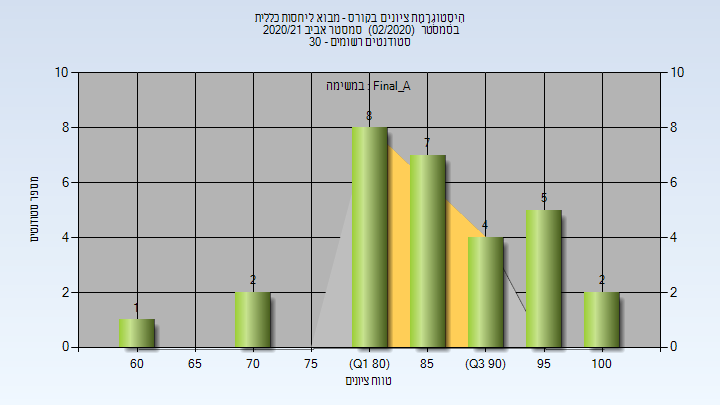 היסטוגרמת ציונים בקורס - מבוא ליחסות כללית
בסמסטר (02/2020) סמסטר אביב 2020/21
סטודנטים רשומים - 30
במשימה : Final_A
10 10
8 8
6 6
4 4
2 2
0 0
1 2 8 7 4 5 2
מספר סטודנטים
60 65 70 75 (Q1 80) 85 (Q3 90) 95 100
טווח ציונים